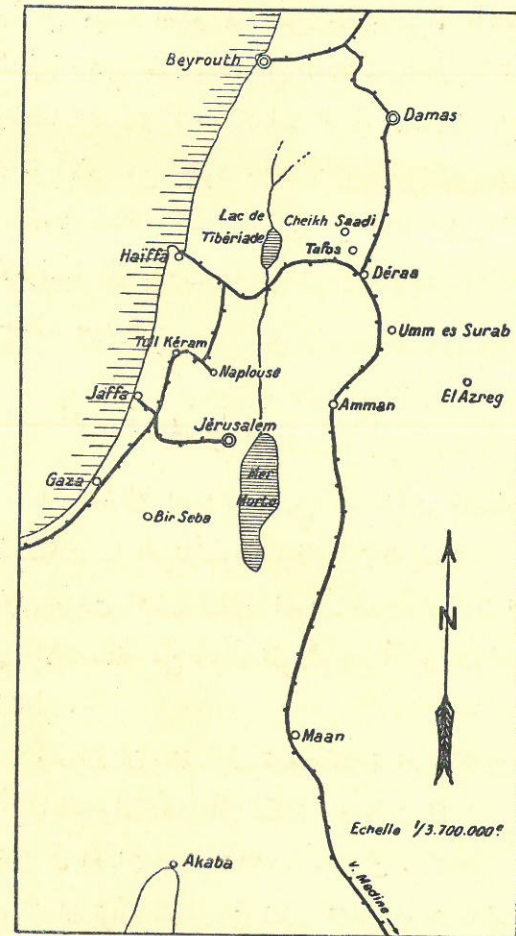 Beyrouth
Damas
Lac de
Tibériade
Cheikh Saadi
Tafos
Haïffa
Déraa
Umm es Surab
Tul Kéram
Naplouse
El Azreg
Jaffa
Amman
Jérusalem
Gaza
Mer
Morte
Bir Seba
N
Maan
Echelle 1/3.700.000e
Akaba
v. Medine